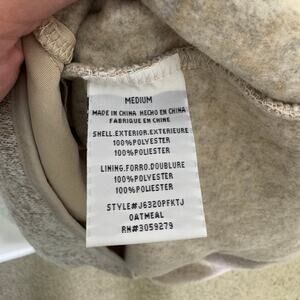 MEDIUM
MADE IN CHINA HECHO EN CHINA
FABRIQUE EN CHINE
SHELL.EXTERIOR.EXTERIEURE
100%POLYESTER
100%POLIESTER
LINING.FORRO.DOUBLURE
100%POLYESTER
100%POLIESTER
STYLE#J6320PFKTJ
OATMEAL
RN#3059279